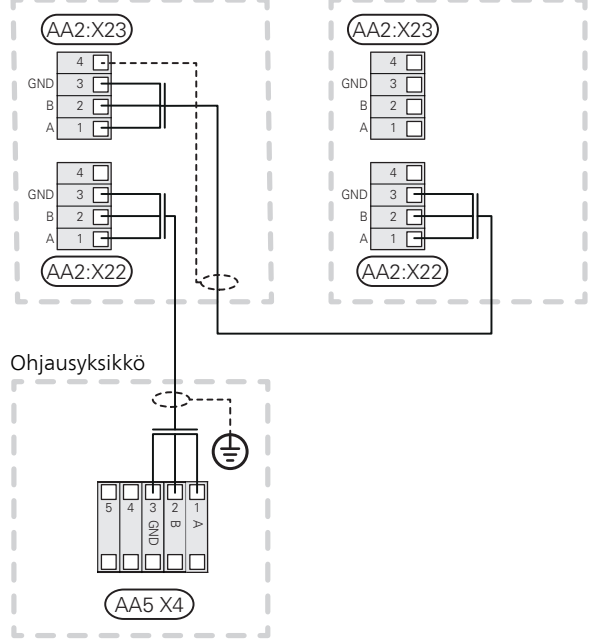 AA2:X23
4
GND 3
B 2
A 1
4
GND 3
B 2
A 1
AA2:X22
AA2:X23
4
GND 3
B 2
A 1
4
GND 3
B 2
A 1
AA2:X22
Ohjausyksikkö
5 4 3 2 1
GND B A
AA5 X4